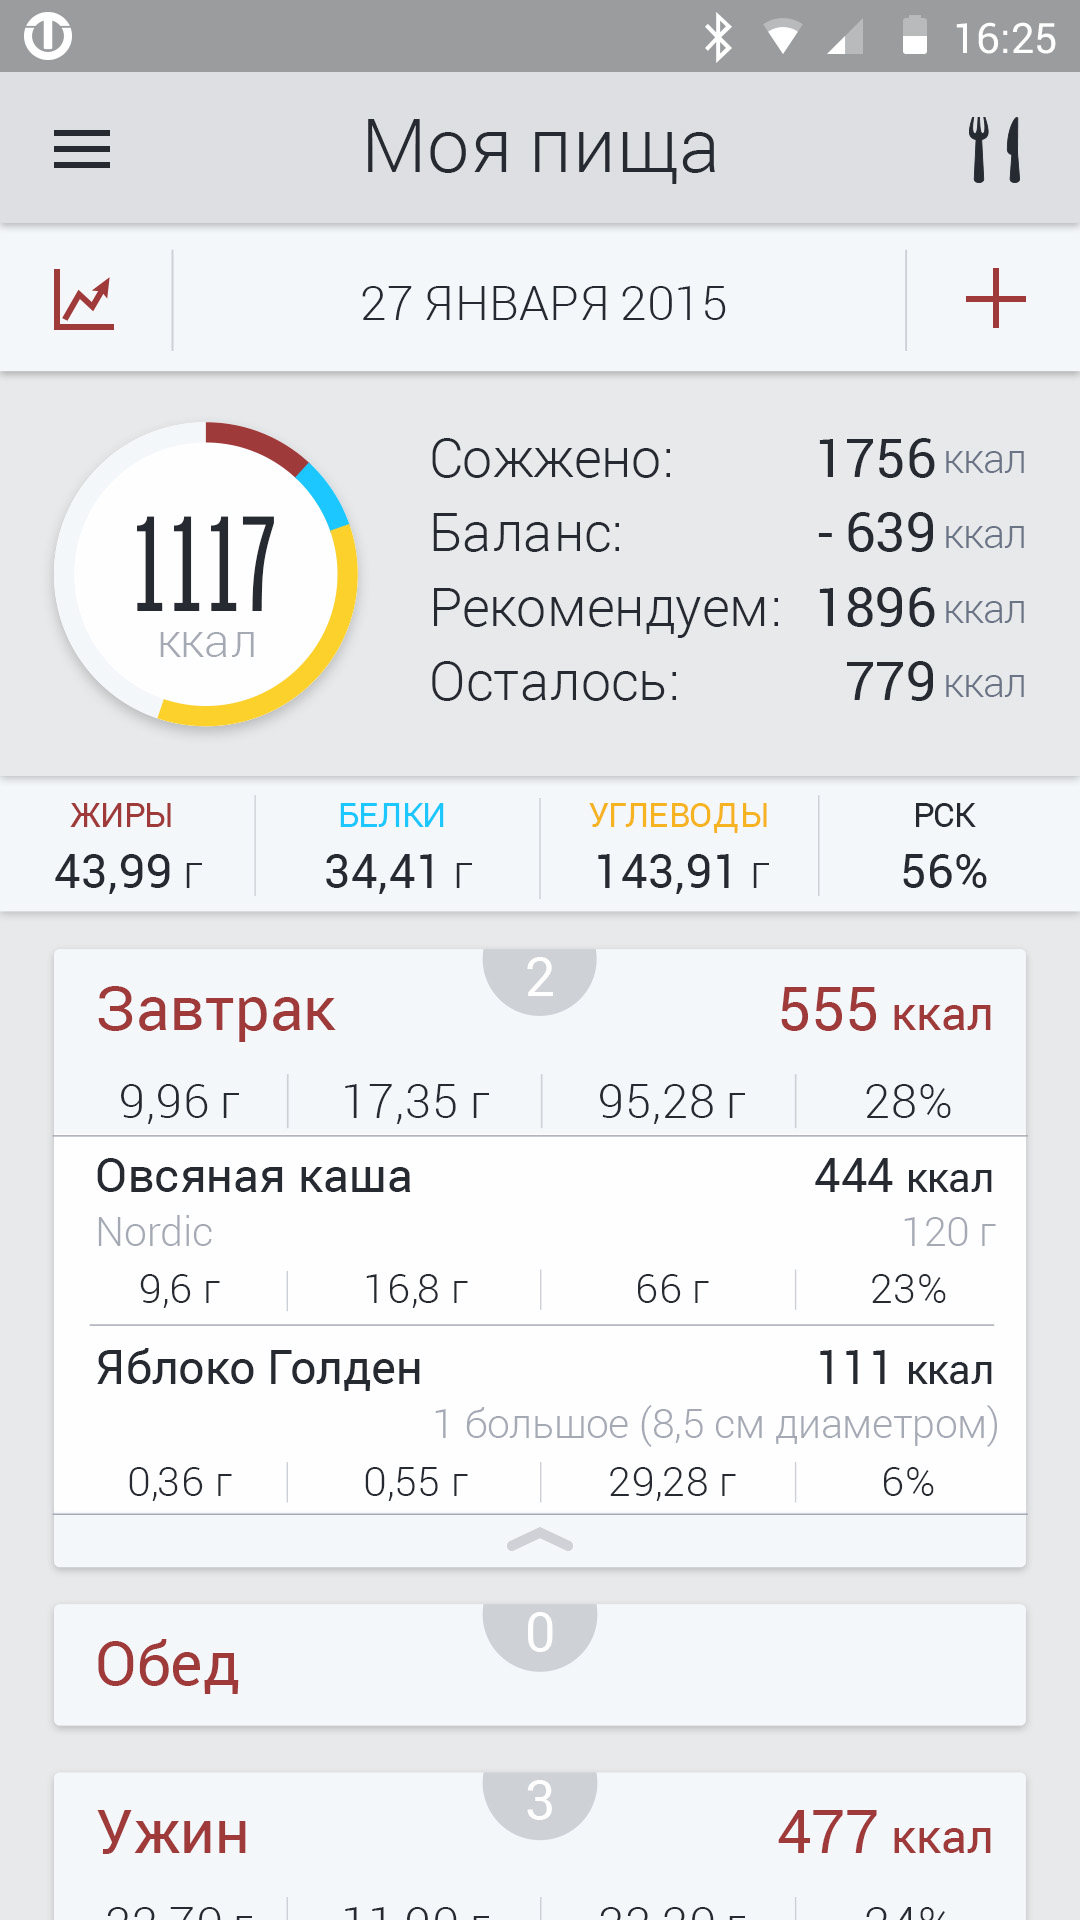 16:25
Моя пища
27 ЯНВАРЯ 2015
1117
ккал
Сожжено: 1756 ккал
Баланс: - 639 ккал
Рекомендуем: 1896 ккал
Осталось: 779 ккал
ЖИРЫ БЕЛКИ УГЛЕВОДЫ РСК
43,99 г 34,41 г 143,91 г 56%
2
Завтрак 555 ккал
9,96 г 17,35 г 95,28 г 28%
Овсяная каша 444 ккал
Nordic 120 г
9,6 г 16,8 г 66 г 23%
Яблоко Голден 111 ккал
1 большое (8,5 см диаметром)
0,36 г 0,55 г 29,28 г 6%
0
Обед
3
Ужин 477 ккал